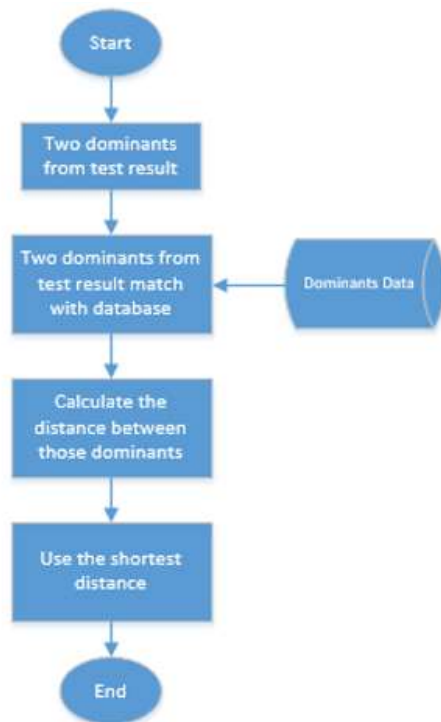 Start
Two dominants
from test result
Two dominants from
test result match
with database
Dominants Data
Calculate the
distance between
those dominants
Use the shortest
distance
End